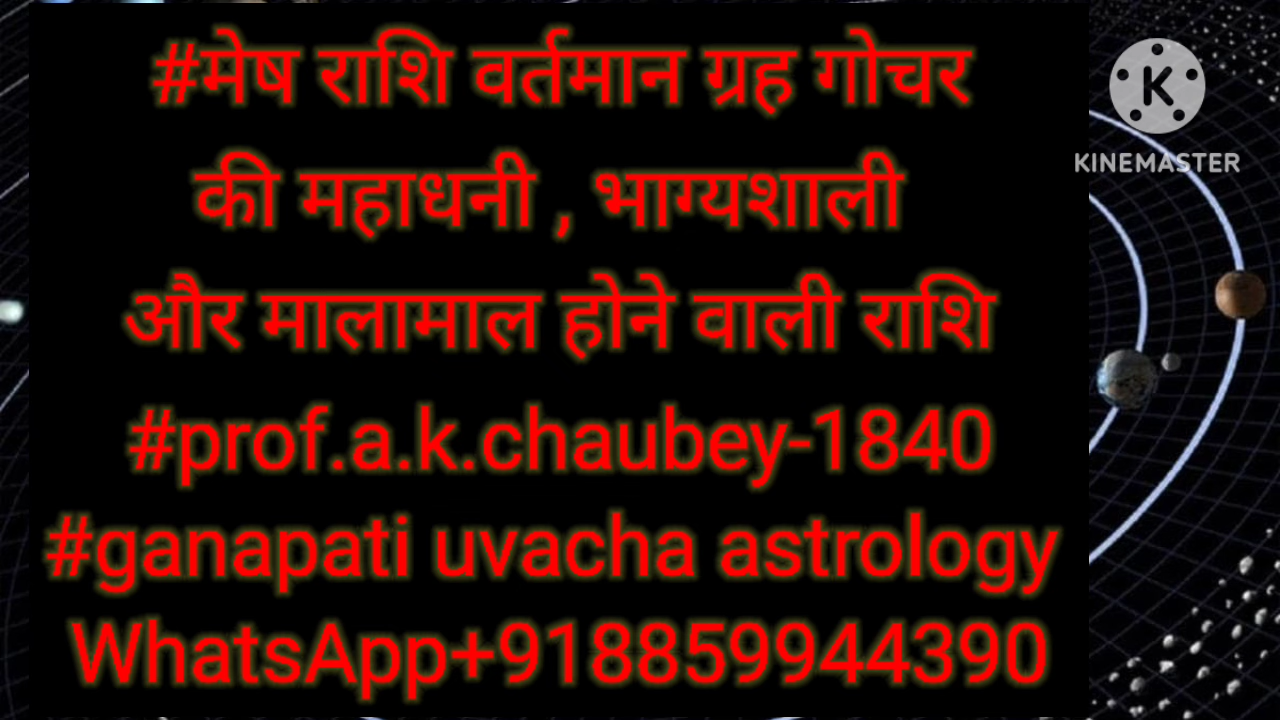 #मेष राशि वर्तमान ग्रह गोचर
की महाधनी , भाग्यशाली
और मालामाल होने वाली राशि
#prof.a.k.chaubey-1840
#ganapati uvacha astrology
WhatsApp+918859944390
K
KINEMASTER